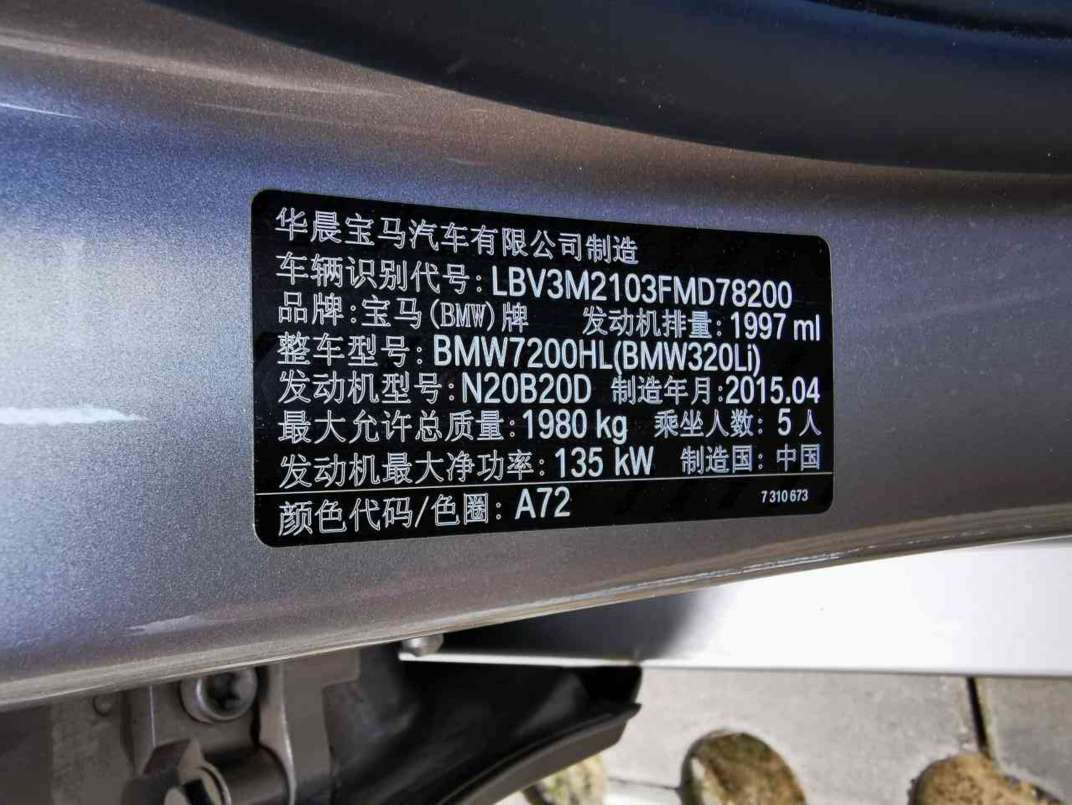 华晨宝马汽车有限公司制造
车辆识别代号:LBV3M2103FMD78200
品牌:宝马(BMW)牌 发动机排量:1997 ml
整车型号:BMW7200HL(BMW320Li)
发动机型号:N20B20D 制造年月:2015.04
最大允许总质量:1980 kg 乘坐人数:5人
发动机最大净功率:135 kW 制造国:中国
颜色代码/色圈:A72 7 310 673